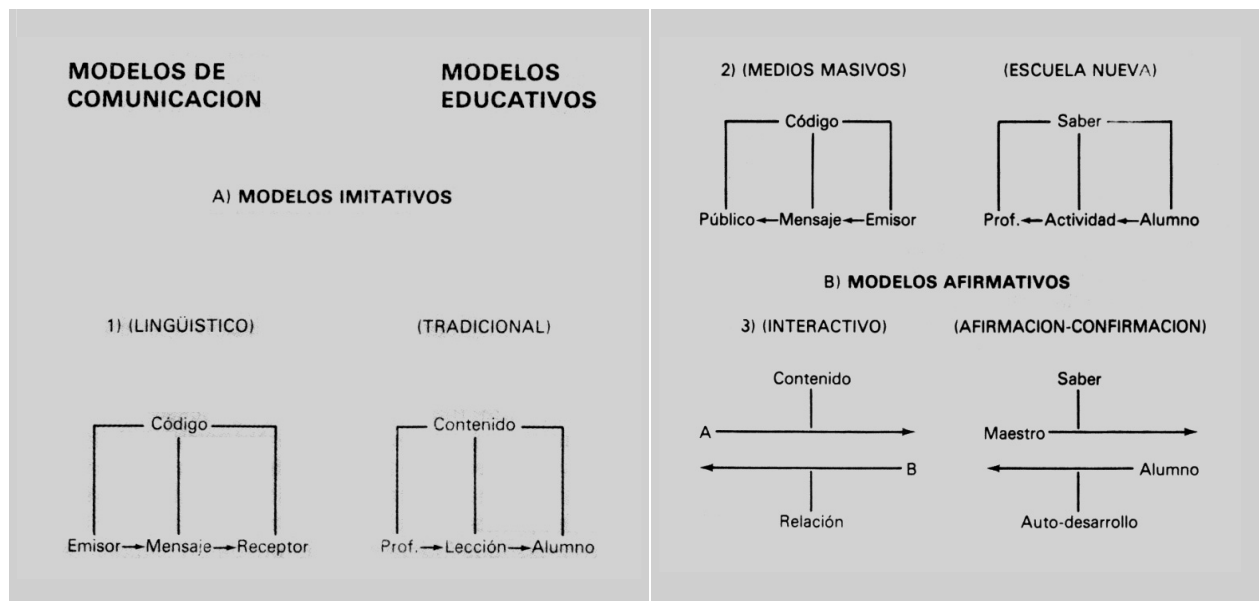 MODELOS DE
COMUNICACION
MODELOS
EDUCATIVOS
A) MODELOS IMITATIVOS
1) (LINGÜISTICO)
(TRADICIONAL)
Código
Contenido
Emisor Mensaje Receptor
Prof. Lección Alumno
2) (MEDIOS MASIVOS)
(ESCUELA NUEVA)
Código
Saber
Público Mensaje Emisor
Prof. Actividad Alumno
B) MODELOS AFIRMATIVOS
3) (INTERACTIVO)
(AFIRMACION-CONFIRMACION)
Contenido
Saber
A
Maestro
B
Alumno
Relación
Auto-desarrollo